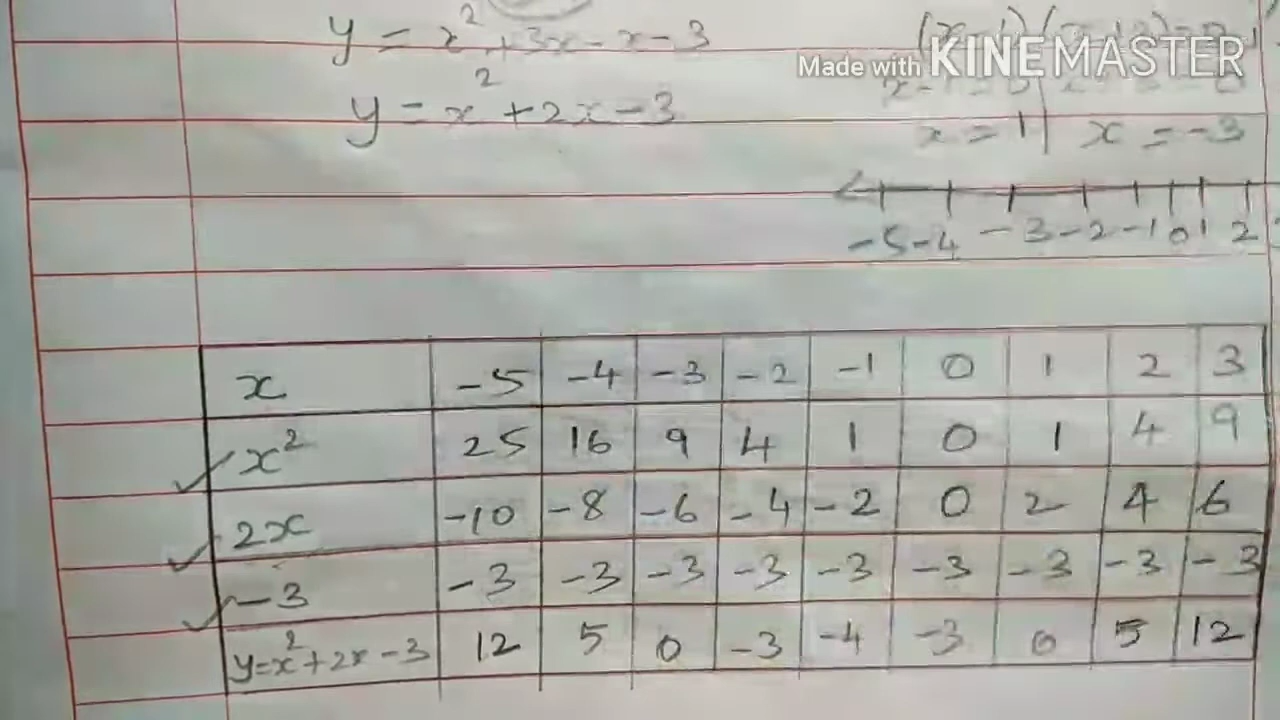 y = x² + 3x - x - 3
y = x² + 2x - 3
Made with KINEMASTER
x = 1 | x = -3
-5 -4 -3 -2 -1 0 1 2
x -5 -4 -3 -2 -1 0 1 2 3
x² 25 16 9 4 1 0 1 4 9
2x -10 -8 -6 -4 -2 0 2 4 6
-3 -3 -3 -3 -3 -3 -3 -3 -3 -3
y=x²+2x-3 12 5 0 -3 -4 -3 0 5 12